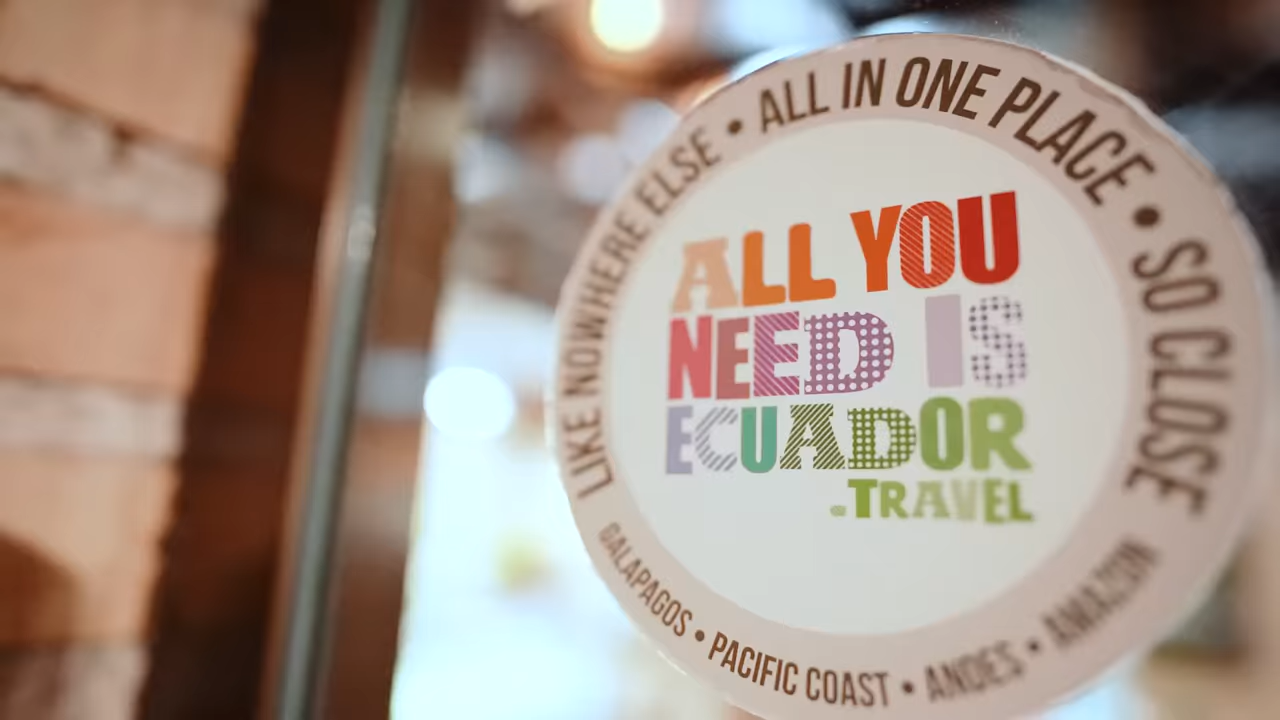 LIKE NOWHERE ELSE • ALL IN ONE PLACE • SO CLOSE
ALL YOU
NEED IS
ECUADOR
.TRAVEL
GALAPAGOS • PACIFIC COAST • ANDES • AMAZON